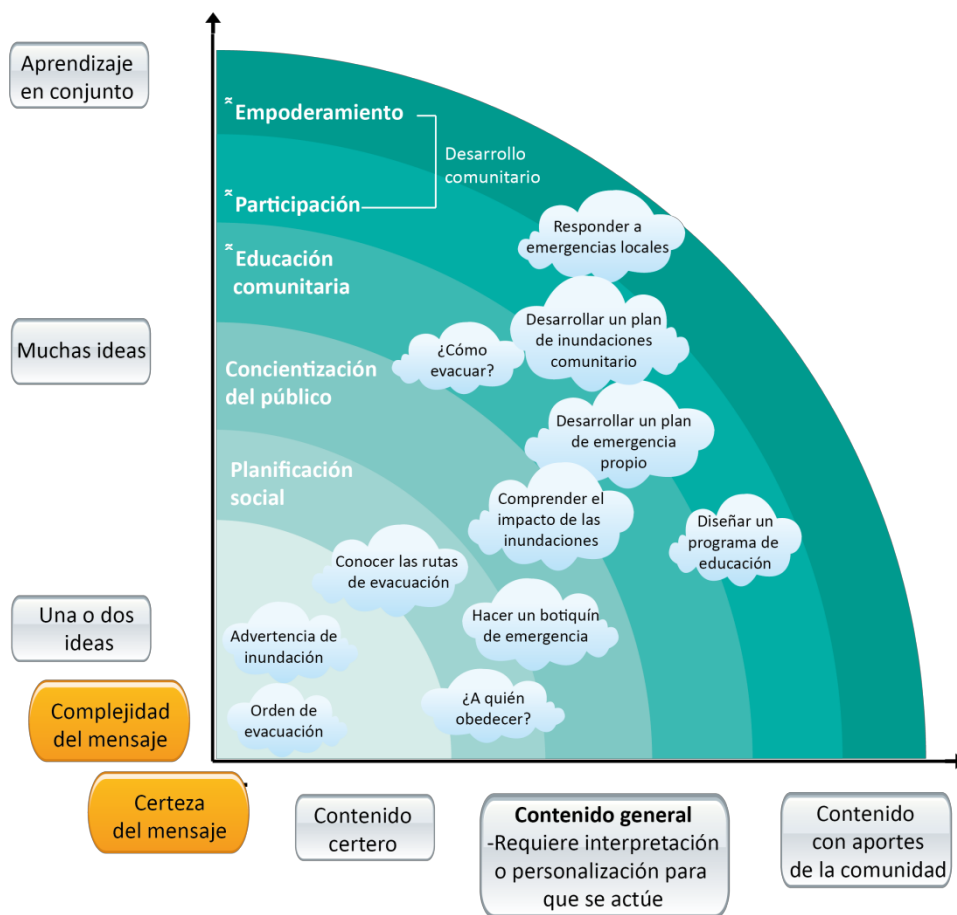 Aprendizaje
en conjunto
Empoderamiento
Desarrollo
comunitario
Participación
Responder a
emergencias locales
Educación
comunitaria
Muchas ideas
Desarrollar un plan
de inundaciones
comunitario
¿Cómo
evacuar?
Concientización
del público
Desarrollar un plan
de emergencia
propio
Planificación
social
Comprender el
impacto de las
inundaciones
Diseñar un
programa de
educación
Conocer las rutas
de evacuación
Una o dos
ideas
Hacer un botiquín
de emergencia
Advertencia de
inundación
Complejidad
del mensaje
Orden de
evacuación
¿A quién
obedecer?
Certeza
del mensaje
Contenido
certero
Contenido general
-Requiere interpretación
o personalización para
que se actúe
Contenido
con aportes
de la comunidad